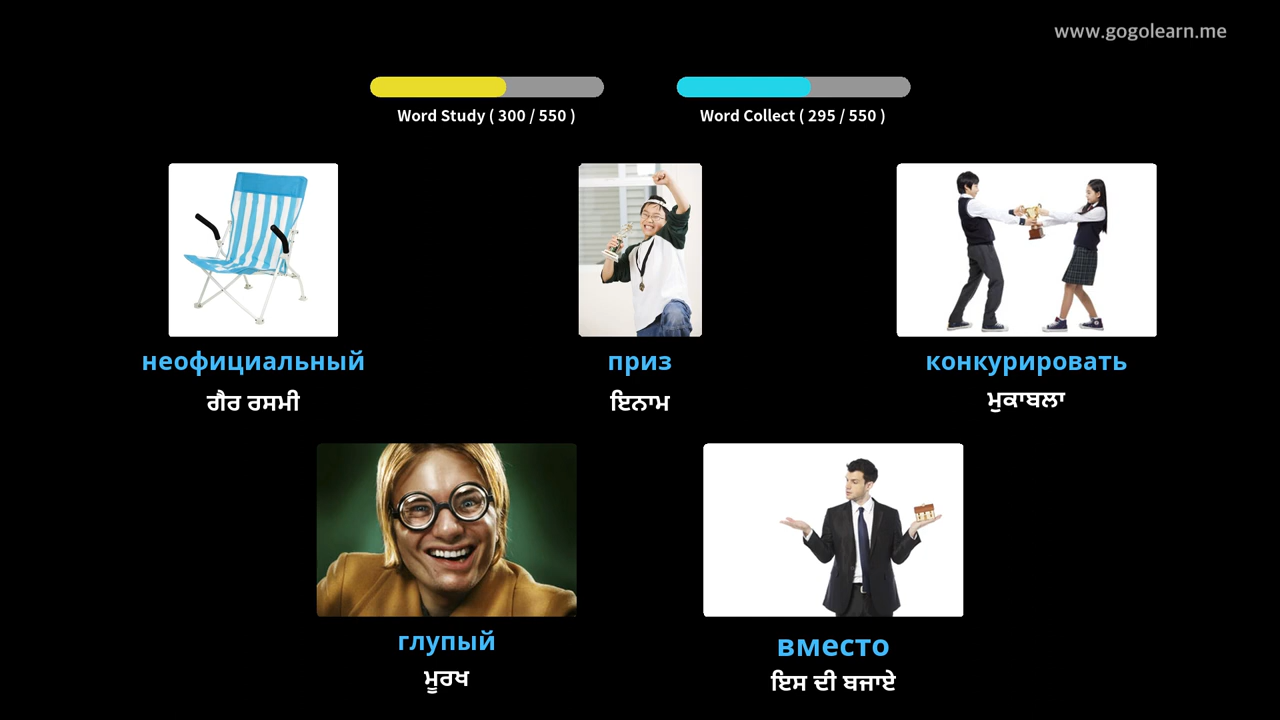 www.gogolearn.me
Word Study ( 300 / 550 )
Word Collect ( 295 / 550 )
неофициальный
ਗੈਰ ਰਸਮੀ
приз
ਇਨਾਮ
конкурировать
ਮੁਕਾਬਲਾ
глупый
ਮੂਰਖ
вместо
ਇਸ ਦੀ ਬਜਾਏ